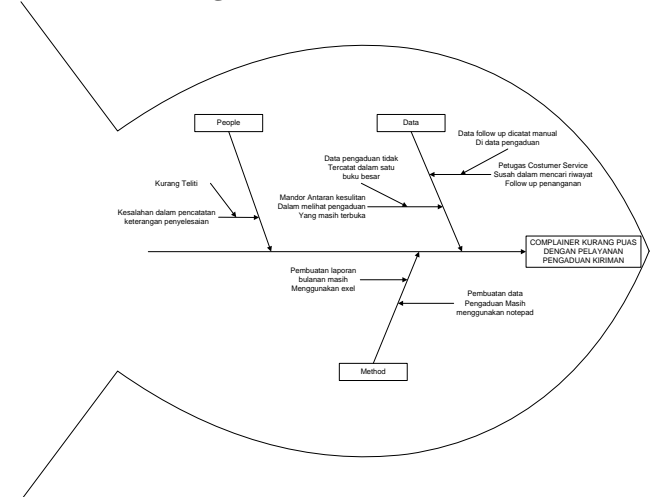 People
Data
Data follow up dicatat manual
Di data pengaduan
Data pengaduan tidak
Tercatat dalam satu
buku besar
Petugas Costumer Service
Susah dalam mencari riwayat
Follow up penanganan
Kurang Teliti
Mandor Antaran kesulitan
Dalam melihat pengaduan
Yang masih terbuka
Kesalahan dalam pencatatan
keterangan penyelesaian
COMPLAINER KURANG PUAS
DENGAN PELAYANAN
PENGADUAN KIRIMAN
Pembuatan laporan
bulanan masih
Menggunakan exel
Pembuatan data
Pengaduan Masih
menggunakan notepad
Method